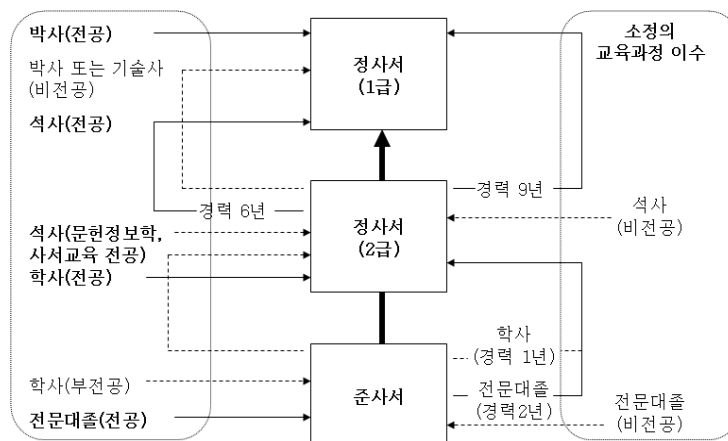 박사(전공)
박사 또는 기술사
(비전공)
석사(전공)
정사서
(1급)
소정의
교육과정 이수
경력 6년
경력 9년
석사(문헌정보학,
사서교육 전공)
학사(전공)
정사서
(2급)
석사
(비전공)
학사
(경력 1년)
학사(부전공)
전문대졸(전공)
준사서
전문대졸
(경력2년)
전문대졸
(비전공)